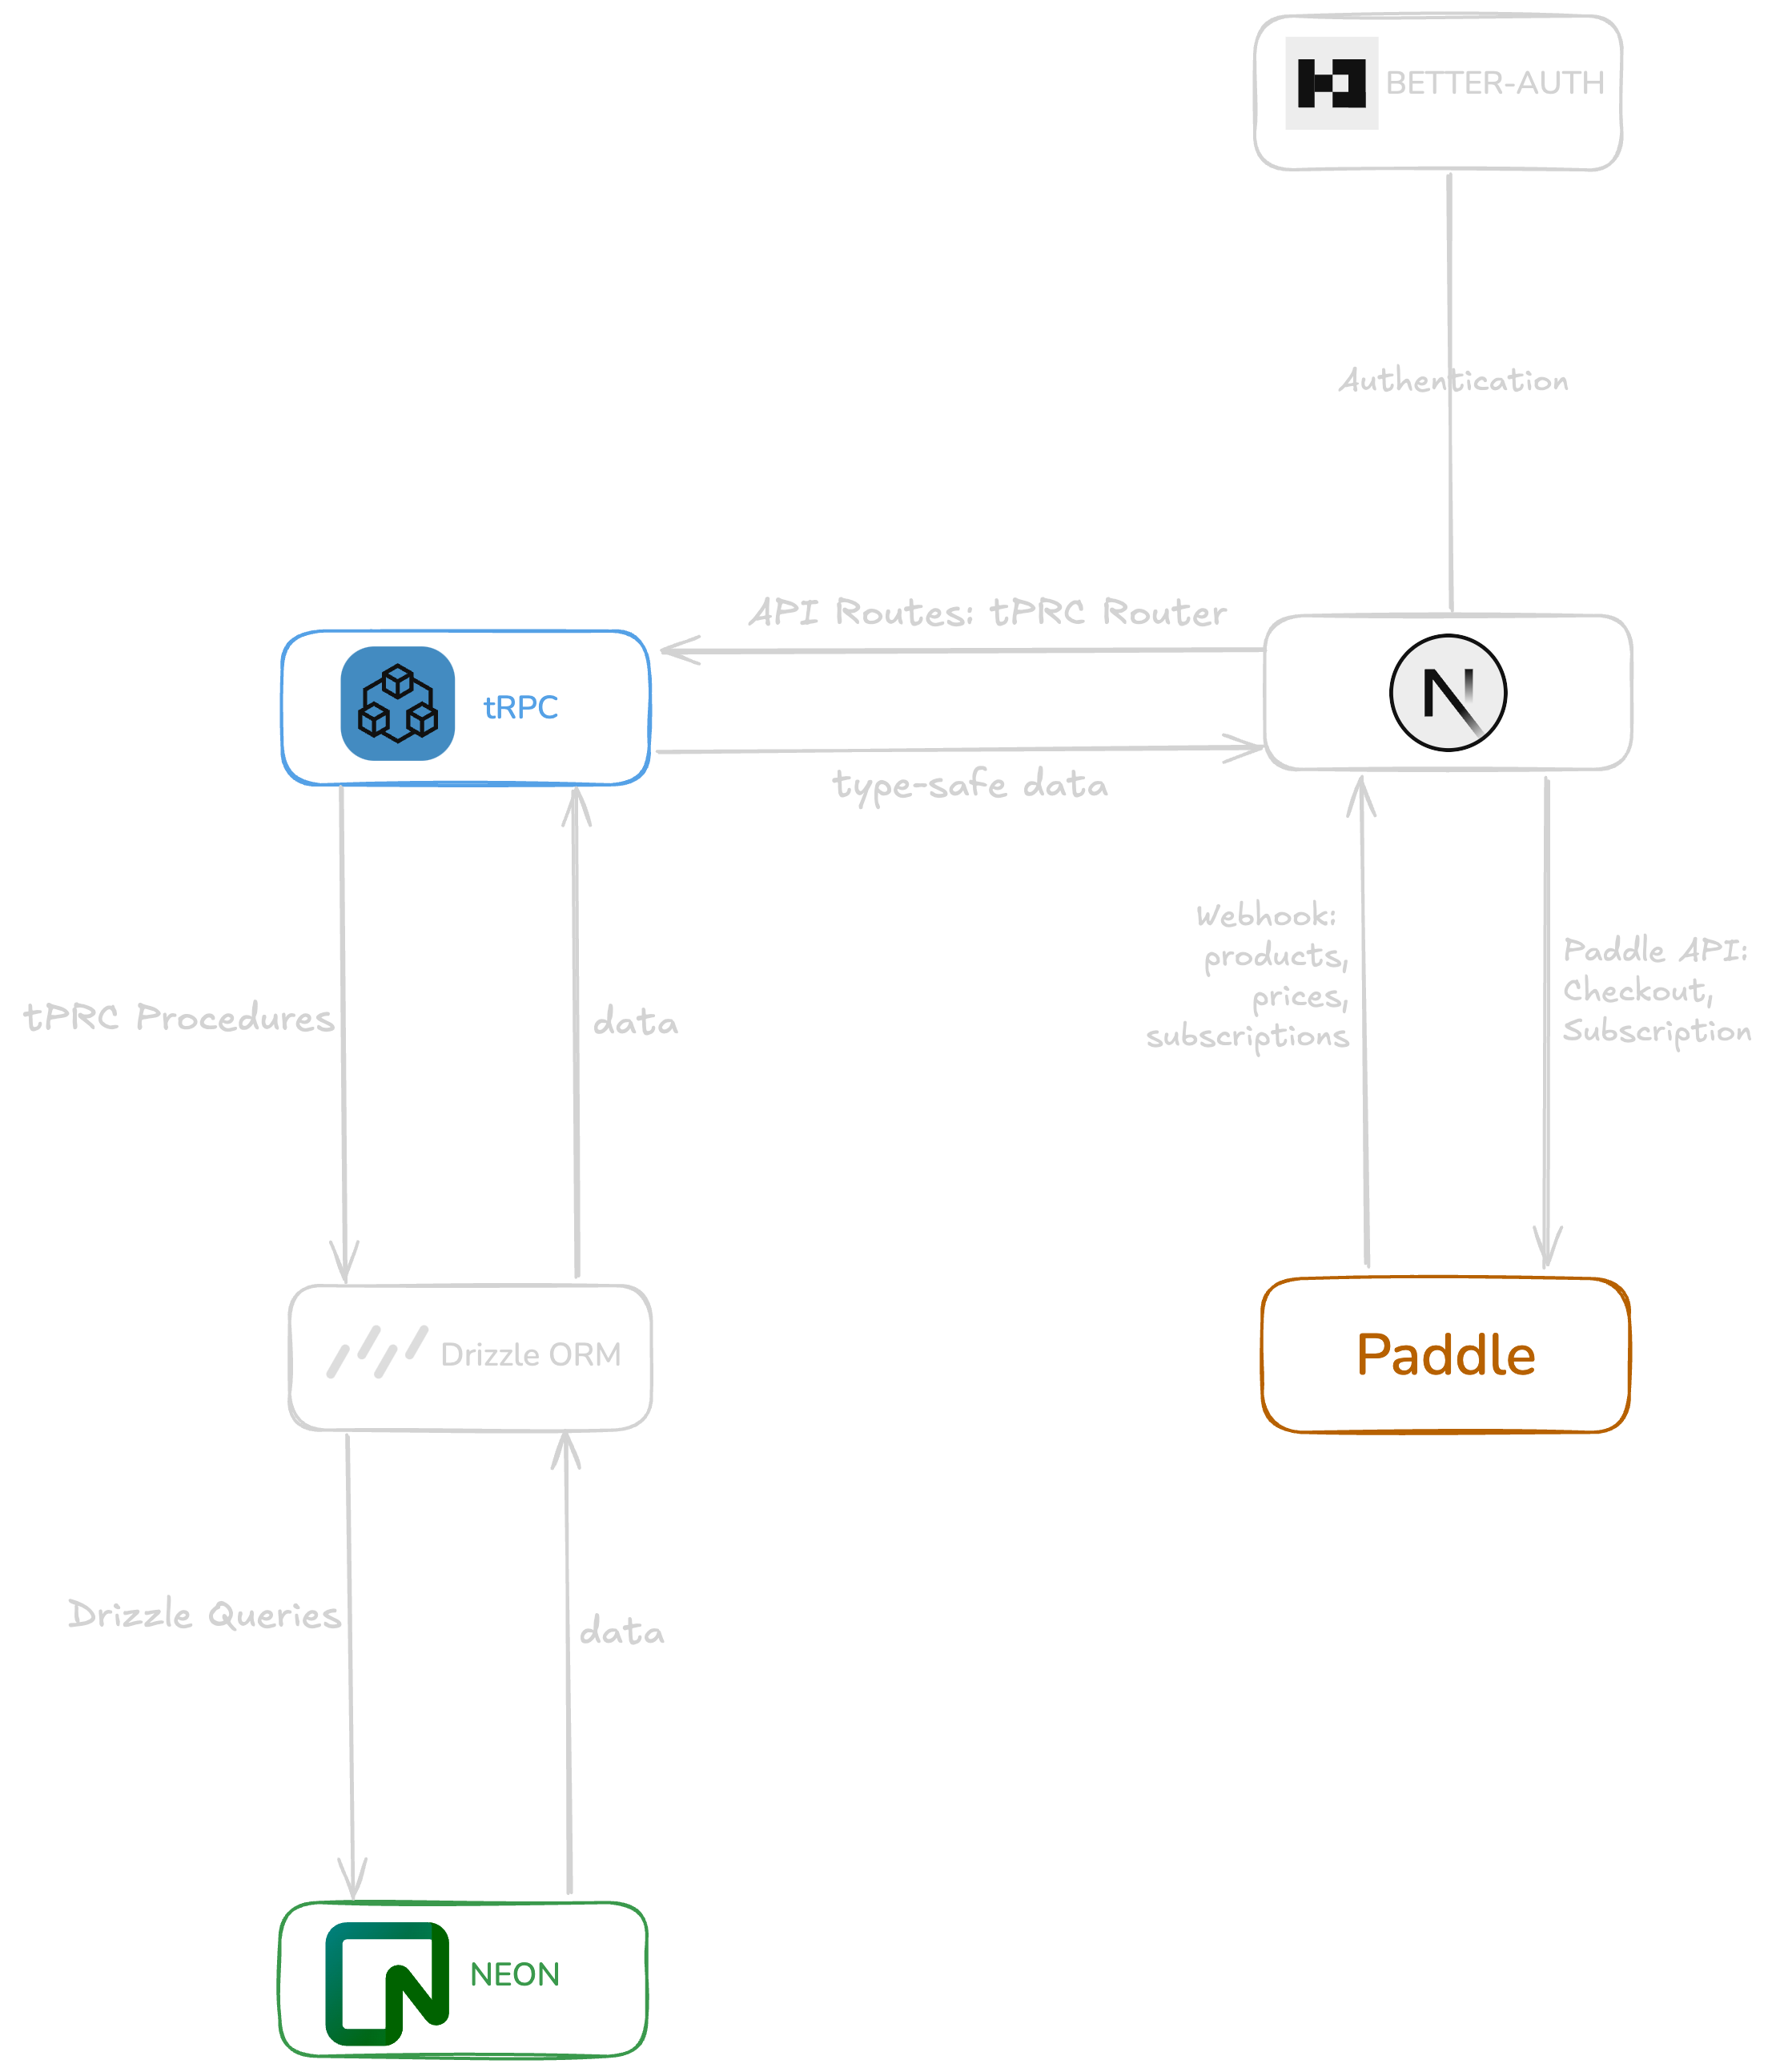 BETTER-AUTH
Authentication
API Routes: tPRC Router
tRPC
N
type-safe data
Webhook:
products,
prices,
subscriptions
Paddle API:
Checkout,
Subscription
tPRC Procedures
data
Drizzle ORM
Paddle
Drizzle Queries
data
NEON